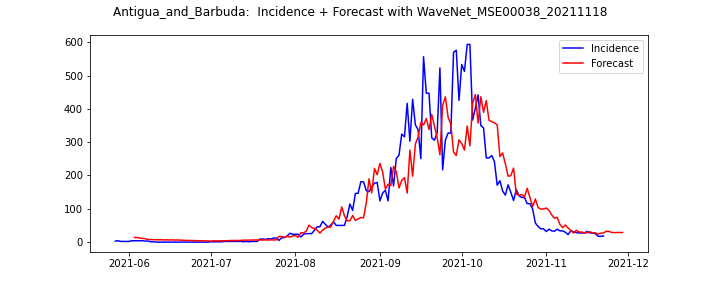 Antigua_and_Barbuda:  Incidence + Forecast with WaveNet_MSE00038_20211118
Incidence
Forecast
600
500
400
300
200
100
0
2021-06 2021-07 2021-08 2021-09 2021-10 2021-11 2021-12